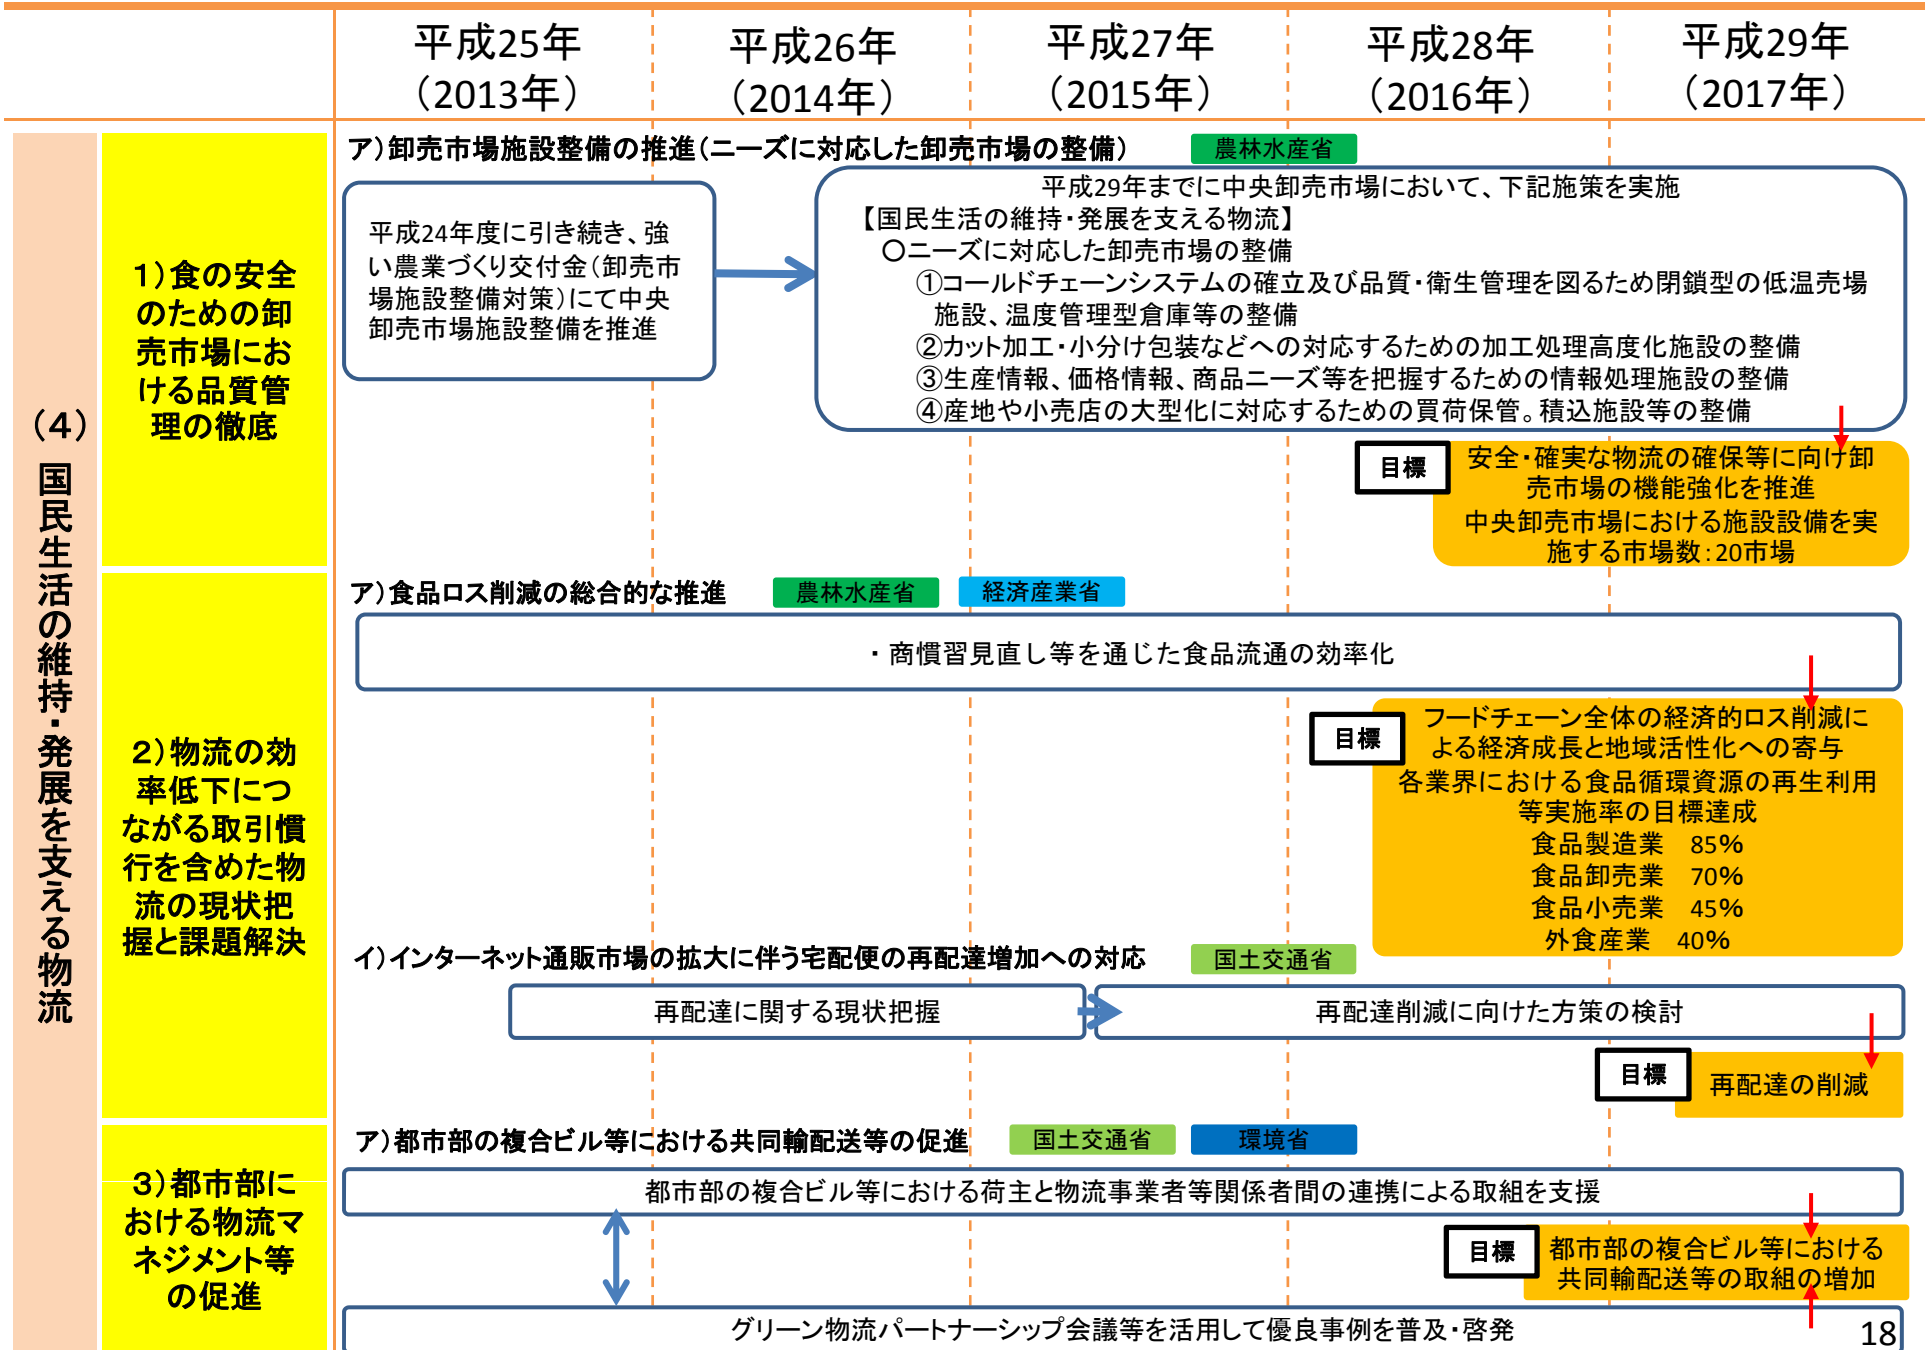 平成25年
（2013年）
平成26年
（2014年）
平成27年
（2015年）
平成28年
（2016年）
平成29年
（2017年）
（4）国民生活の維持・発展を支える物流
１）食の安全
のための卸
売市場にお
ける品質管
理の徹底
ア）卸売市場施設整備の推進（ニーズに対応した卸売市場の整備）
農林水産省
平成24年度に引き続き、強
い農業づくり交付金（卸売市
場施設整備対策）にて中央
卸売市場施設整備を推進
平成29年までに中央卸売市場において、下記施策を実施
【国民生活の維持・発展を支える物流】
○ニーズに対応した卸売市場の整備
①コールドチェーンシステムの確立及び品質・衛生管理を図るため閉鎖型の低温売場
施設、温度管理型倉庫等の整備
②カット加工・小分け包装などへの対応するための加工処理高度化施設の整備
③生産情報、価格情報、商品ニーズ等を把握するための情報処理施設の整備
④産地や小売店の大型化に対応するための買荷保管。積込施設等の整備
目標
安全・確実な物流の確保等に向け卸
売市場の機能強化を推進
中央卸売市場における施設設備を実
施する市場数：20市場
２）物流の効
率低下につ
ながる取引慣
行を含めた物
流の現状把
握と課題解決
ア）食品ロス削減の総合的な推進
農林水産省
経済産業省
・商慣習見直し等を通じた食品流通の効率化
目標
フードチェーン全体の経済的ロス削減に
よる経済成長と地域活性化への寄与
各業界における食品循環資源の再生利用
等実施率の目標達成
食品製造業　85％
食品卸売業　70％
食品小売業　45％
外食産業　40％
イ）インターネット通販市場の拡大に伴う宅配便の再配達増加への対応
国土交通省
再配達に関する現状把握
再配達削減に向けた方策の検討
目標
再配達の削減
３）都市部に
おける物流マ
ネジメント等
の促進
ア）都市部の複合ビル等における共同輸配送等の促進
国土交通省
環境省
都市部の複合ビル等における荷主と物流事業者等関係者間の連携による取組を支援
目標
都市部の複合ビル等における
共同輸配送等の取組の増加
グリーン物流パートナーシップ会議等を活用して優良事例を普及・啓発
18